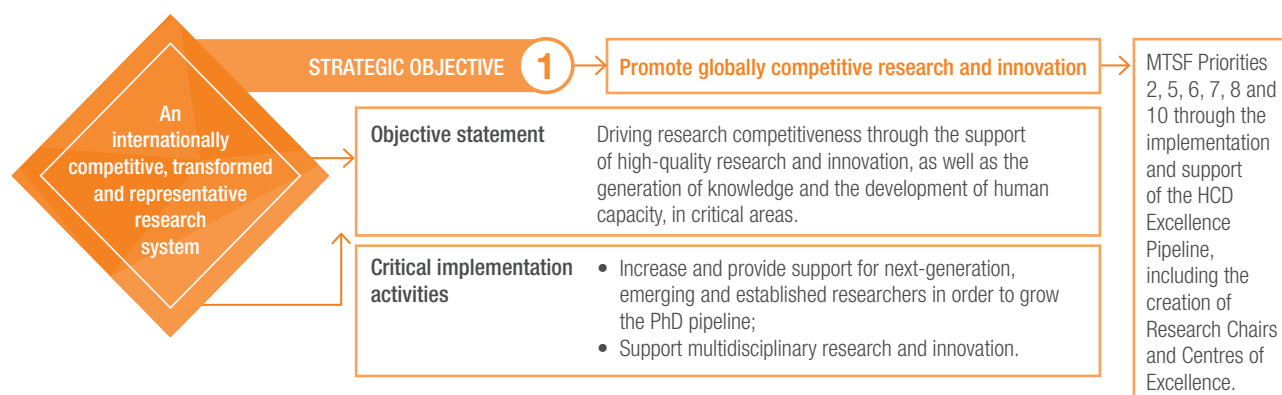 An
internationally
competitive, transformed
and representative
research
system
STRATEGIC OBJECTIVE 1
Promote globally competitive research and innovation
Objective statement
Driving research competitiveness through the support
of high-quality research and innovation, as well as the
generation of knowledge and the development of human
capacity, in critical areas.
Critical implementation
activities
• Increase and provide support for next-generation,
emerging and established researchers in order to grow
the PhD pipeline;
• Support multidisciplinary research and innovation.
MTSF Priorities
2, 5, 6, 7, 8 and
10 through the
implementation
and support
of the HCD
Excellence
Pipeline,
including the
creation of
Research Chairs
and Centres of
Excellence.